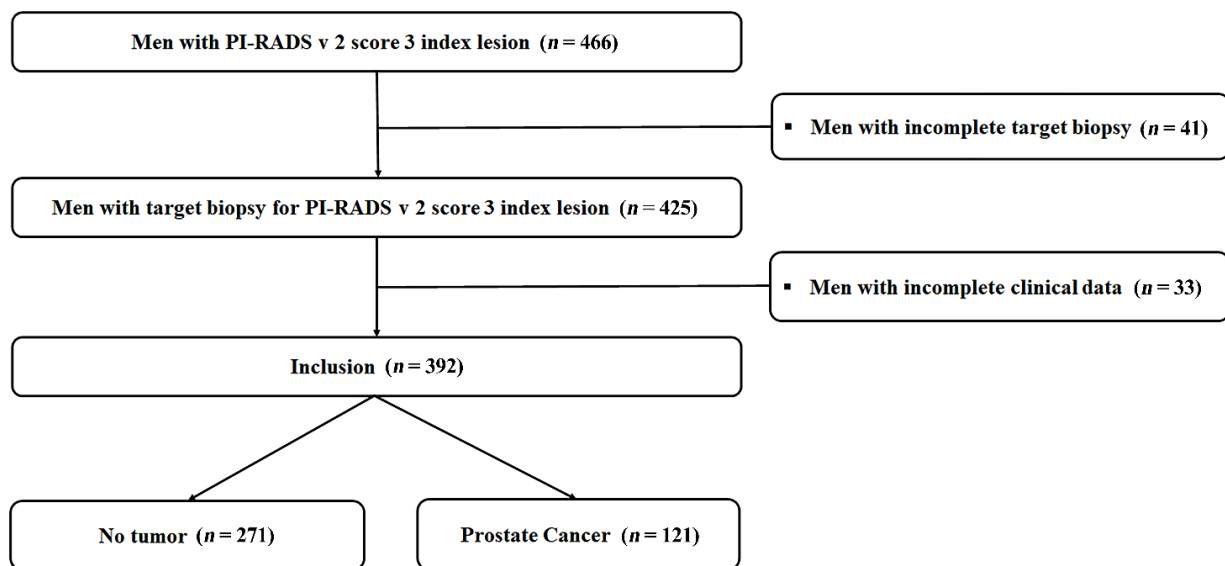 Men with PI-RADS v 2 score 3 index lesion (n = 466)
▪ Men with incomplete target biopsy (n = 41)
Men with target biopsy for PI-RADS v 2 score 3 index lesion (n = 425)
▪ Men with incomplete clinical data (n = 33)
Inclusion (n = 392)
No tumor (n = 271)
Prostate Cancer (n = 121)